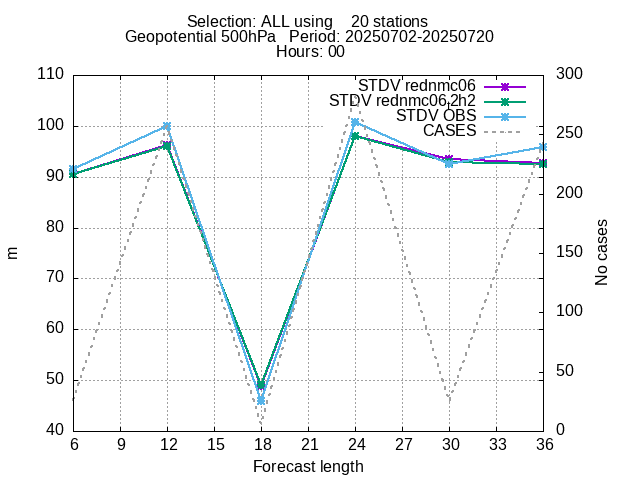 Selection: ALL using    20 stations
Geopotential 500hPa   Period: 20250702-20250720
Hours: 00
STDV rednmc06
STDV rednmc06.2h2
STDV OBS
CASES
110
100
90
80
70
60
50
40
m
300
250
200
150
100
50
0
No cases
6 9 12 15 18 21 24 27 30 33 36
Forecast length